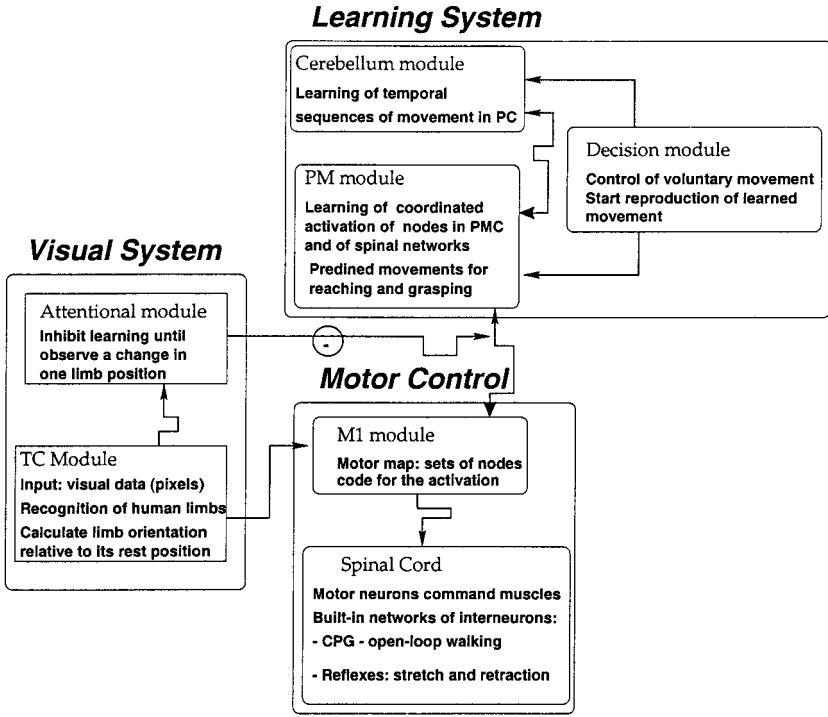 Learning System
Cerebellum module
Learning of temporal
sequences of movement in PC
Decision module
Control of voluntary movement
Start reproduction of learned
movement
PM module
Learning of coordinated
activation of nodes in PMC
and of spinal networks
Predined movements for
reaching and grasping
Visual System
Attentional module
Inhibit learning until
observe a change in
one limb position
-
TC Module
Input: visual data (pixels)
Recognition of human limbs
Calculate limb orientation
relative to its rest position
Motor Control
M1 module
Motor map: sets of nodes
code for the activation
Spinal Cord
Motor neurons command muscles
Built-in networks of interneurons:
- CPG - open-loop walking
- Reflexes: stretch and retraction